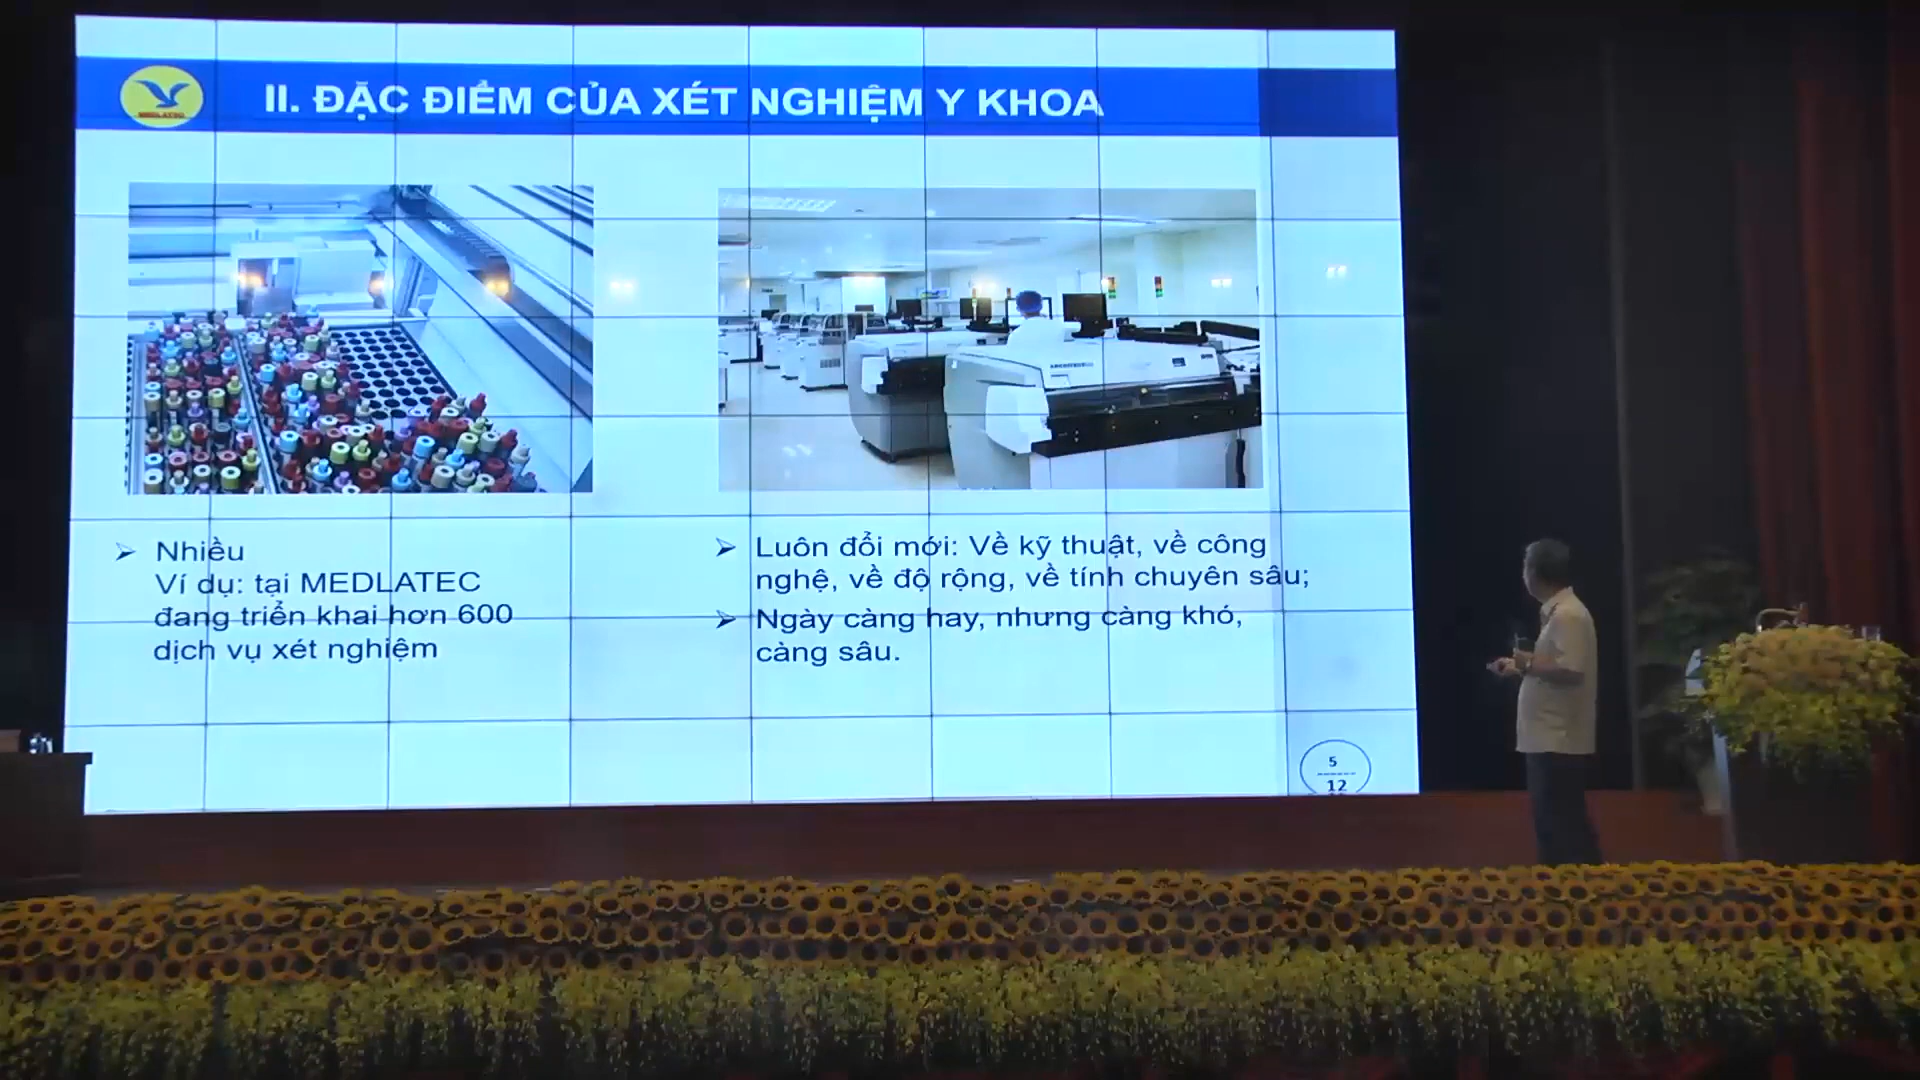 MEDLATEC
II. ĐẶC ĐIỂM CỦA XÉT NGHIỆM Y KHOA
➢ Nhiều
Ví dụ: tại MEDLATEC
đang triển khai hơn 600
dịch vụ xét nghiệm
➢ Luôn đổi mới: Về kỹ thuật, về công
nghệ, về độ rộng, về tính chuyên sâu;
➢ Ngày càng hay, nhưng càng khó,
càng sâu.
5
12